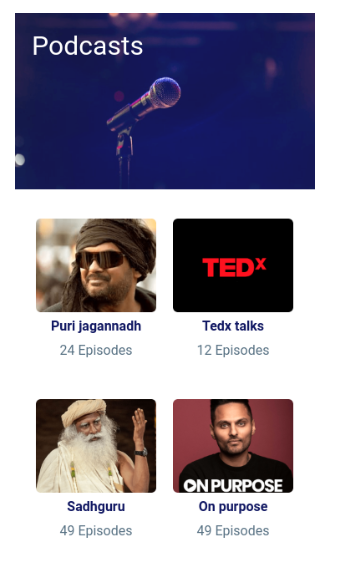 Podcasts
TEDx
Puri jagannadh
Tedx talks
24 Episodes
12 Episodes
ON PURPOSE
Sadhguru
On purpose
49 Episodes
49 Episodes